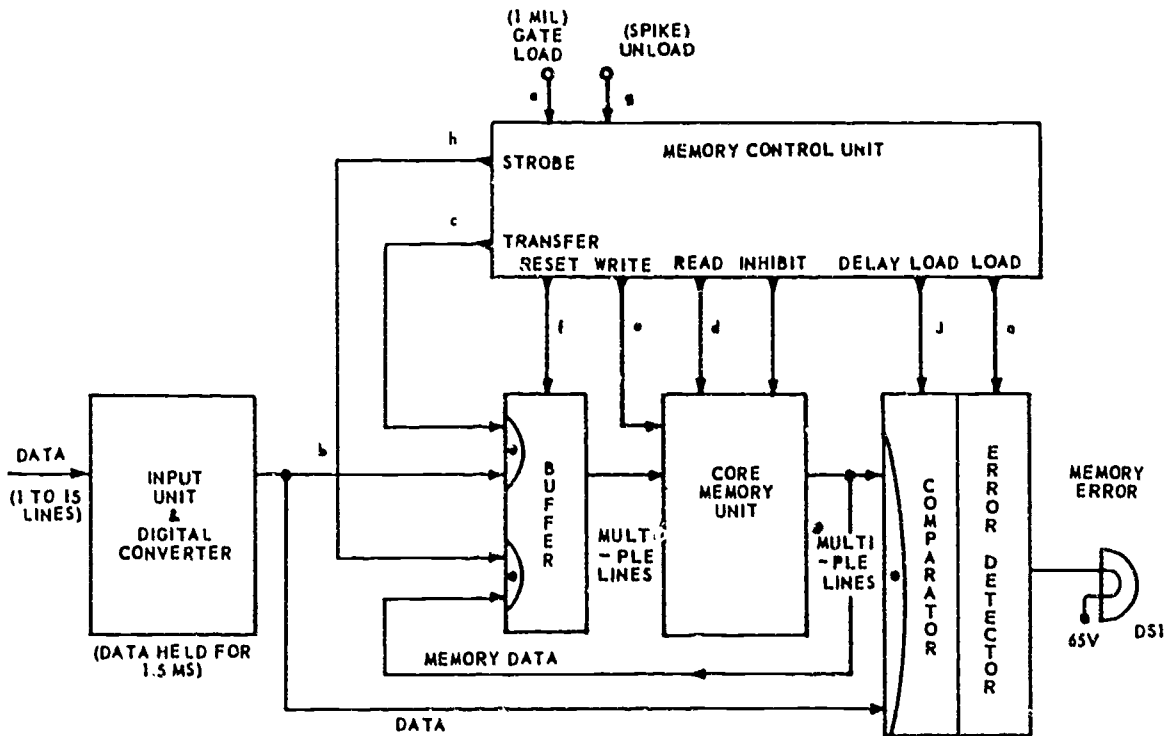 (1 MIL)
GATE
LOAD
(SPIKE)
UNLOAD
a
g
h
MEMORY CONTROL UNIT
STROBE
c
TRANSFER
RESET WRITE READ INHIBIT DELAY LOAD LOAD
f
e
d
J
a
DATA
(1 TO 15
LINES)
INPUT
UNIT
&
DIGITAL
CONVERTER
(DATA HELD FOR
1.5 MS)
b
BUFFER
MULTI
-PLE
LINES
CORE
MEMORY
UNIT
MULTI
-PLE
LINES
COMPARATOR
ERROR DETECTOR
MEMORY
ERROR
65V
DS1
MEMORY DATA
DATA